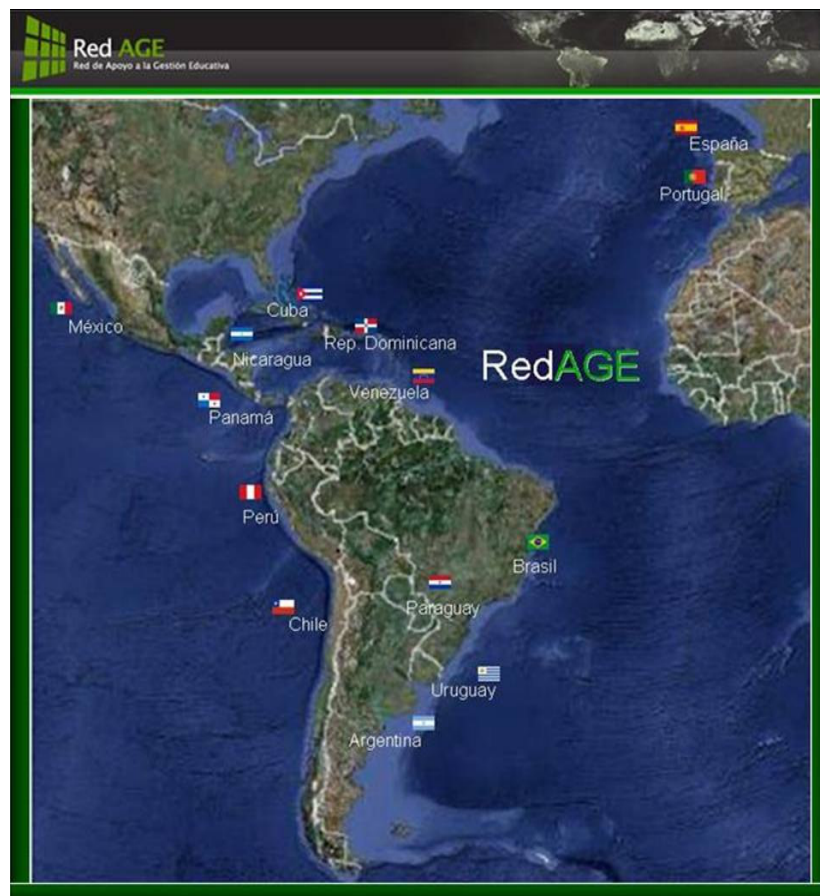 Red AGE
Red de Apoyo a la Gestión Educativa
España
Portugal
Cuba
México
Rep. Dominicana
Nicaragua
RedAGE
Venezuela
Panamá
Perú
Brasil
Paraguay
Chile
Uruguay
Argentina